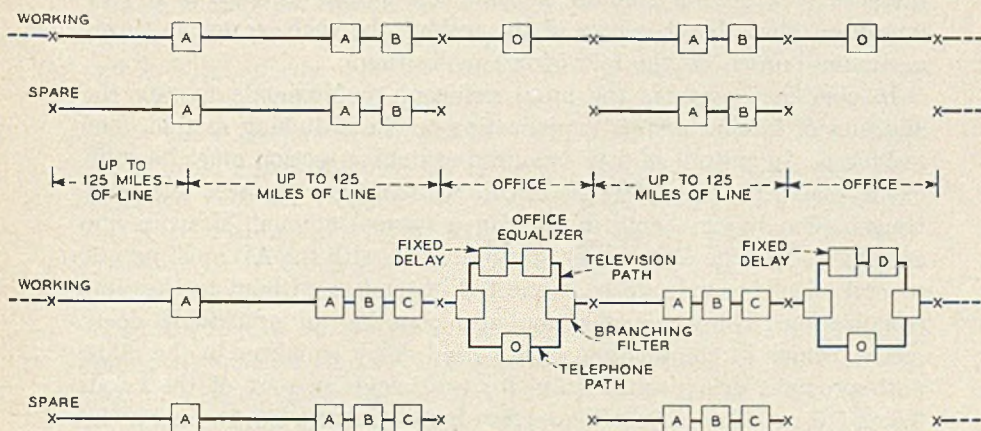 WORKING
X A A B X O X A B X O X
SPARE
X A A B X X A B X
UP TO
125 MILES
OF LINE
UP TO 125
MILES OF LINE
OFFICE
UP TO 125
MILES OF LINE
OFFICE
OFFICE
EQUALIZER
FIXED
DELAY
TELEVISION
PATH
FIXED
DELAY
D
WORKING
X A A B C X X A B C X X
BRANCHING
FILTER
O
TELEPHONE
PATH
O
SPARE
X A A B C X X A B C X X